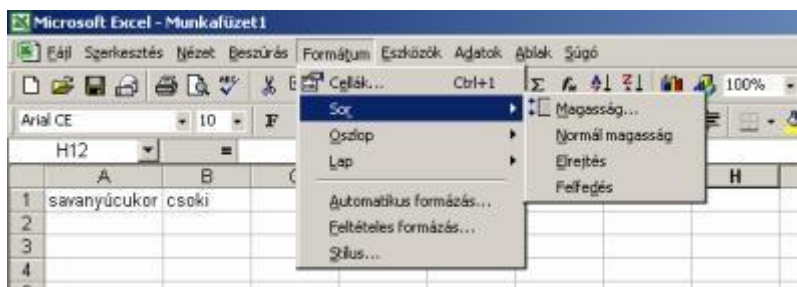 Microsoft Excel - Munkafüzet1
Fájl Szerkesztés Nézet Beszúrás Formátum Eszközök Adatok Ablak Súgó
100%
Arial CE 10 F
H12 =
A B C H
1 savanyúcukor csoki
2
3
4
Cellák... Ctrl+1
Sor
Oszlop
Lap
Automatikus formázás...
Feltételes formázás...
Stílus...
Magasság...
Normál magasság
Elrejtés
Felfedés